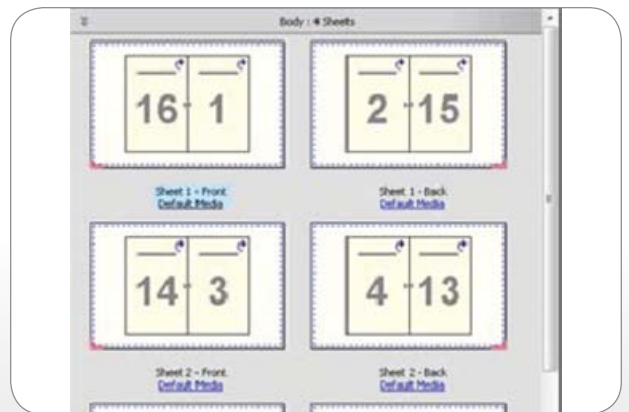 Body : 4 Sheets
16 1
2 15
Sheet 1 - Front
Default Media
Sheet 1 - Back
Default Media
14 3
4 13
Sheet 2 - Front
Default Media
Sheet 2 - Back
Default Media